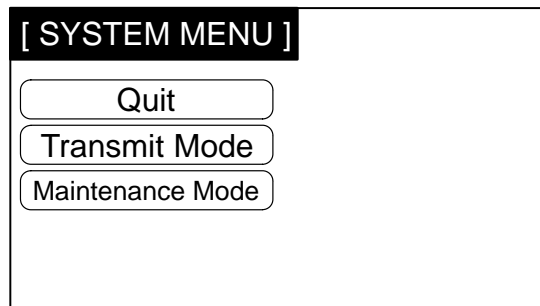 [ SYSTEM MENU ]
Quit
Transmit Mode
Maintenance Mode